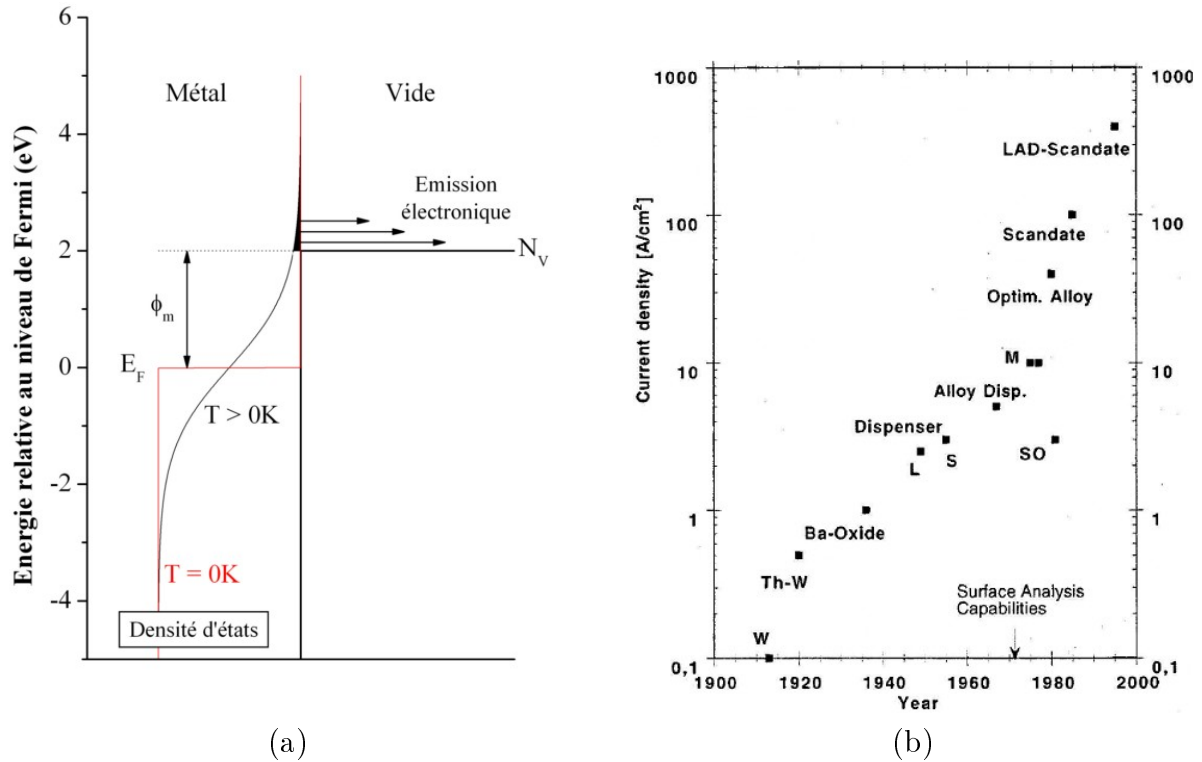 Energie relative au niveau de Fermi (eV)
6
4
2
0
-2
-4
Métal
Vide
Emission
électronique
N_V
ϕ_m
E_F
T > 0K
T = 0K
Densité d'états
(a)
Current density [A/cm²]
1000
100
10
1
0,1
1000
100
10
1
0,1
LAD-Scandate
Scandate
Optim. Alloy
M
Alloy Disp.
Dispenser
S
SO
L
Ba-Oxide
Th-W
Surface Analysis
Capabilities
W
1900
1920
1940
1960
1980
2000
Year
(b)